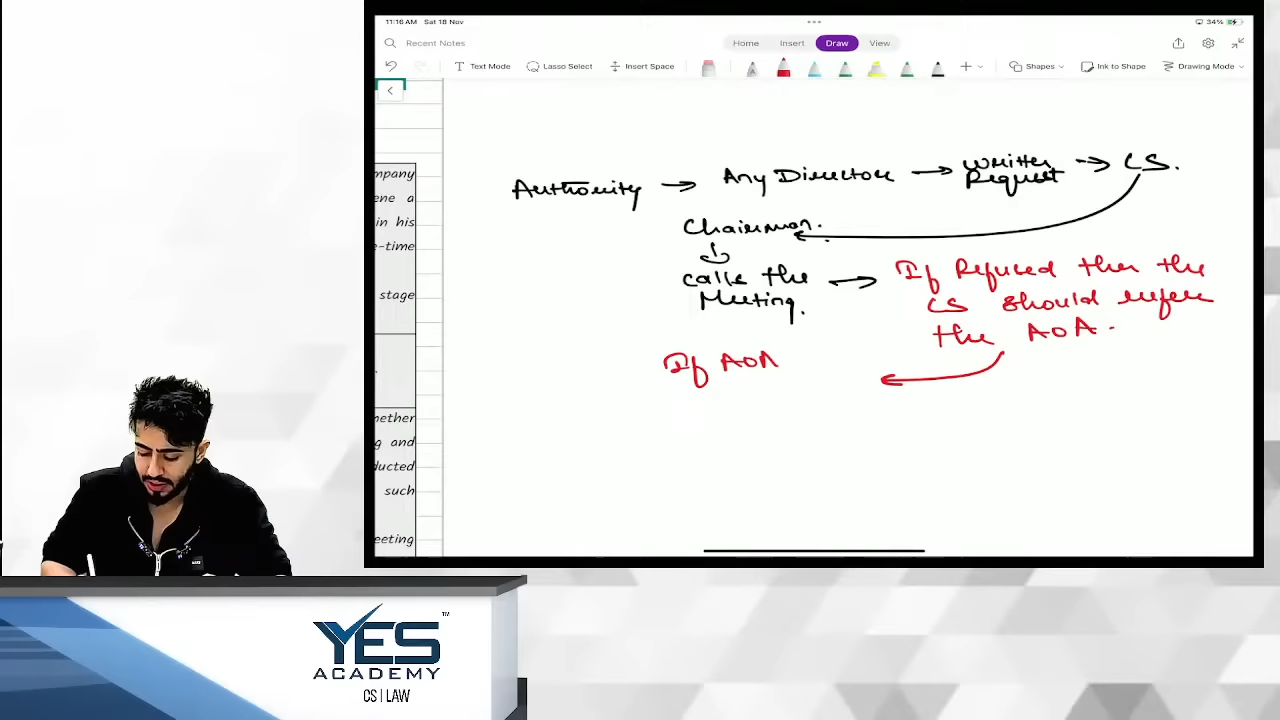 11:16 AM Sat 18 Nov
34%
Recent Notes
Home Insert Draw View
Text Mode Lasso Select Insert Space Shapes Ink to Shape Drawing Mode
mpany
ene a
in his
-time
stage
ether
g and
ducted
such
eeting
Authority → Any Director → Written Request → CS.
Chairman.
calls the → If Refused then the
Meeting. CS should refer
the AOA.
If AOA
YES™
ACADEMY
CS | LAW